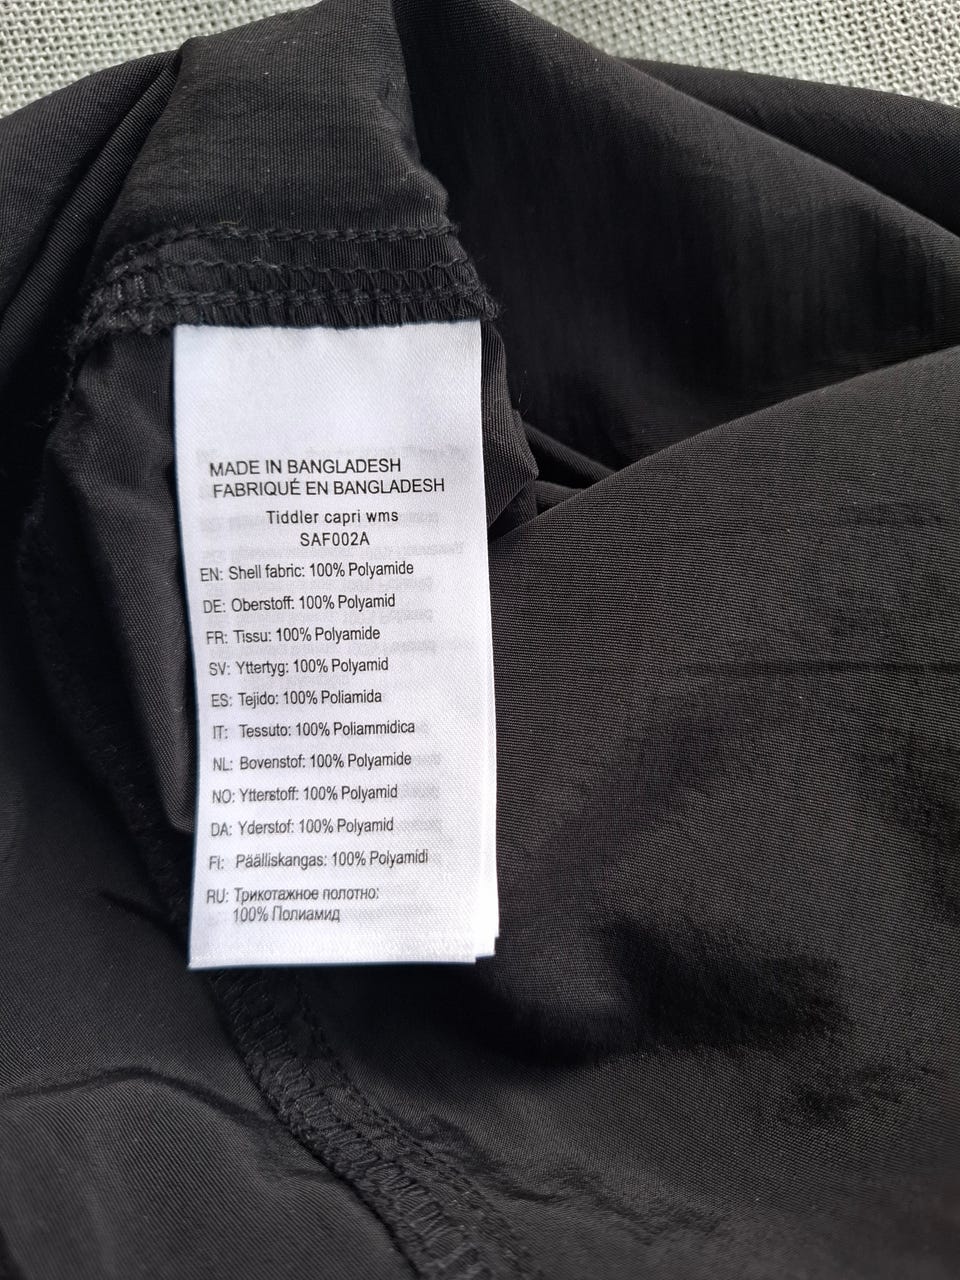 MADE IN BANGLADESH
FABRIQUÉ EN BANGLADESH
Tiddler capri wms
SAF002A
EN: Shell fabric: 100% Polyamide
DE: Oberstoff: 100% Polyamid
FR: Tissu: 100% Polyamide
SV: Yttertyg: 100% Polyamid
ES: Tejido: 100% Poliamida
IT: Tessuto: 100% Poliammidica
NL: Bovenstof: 100% Polyamide
NO: Ytterstoff: 100% Polyamid
DA: Yderstof: 100% Polyamid
FI: Päälliskangas: 100% Polyamidi
RU: Трикотажное полотно:
100% Полиамид